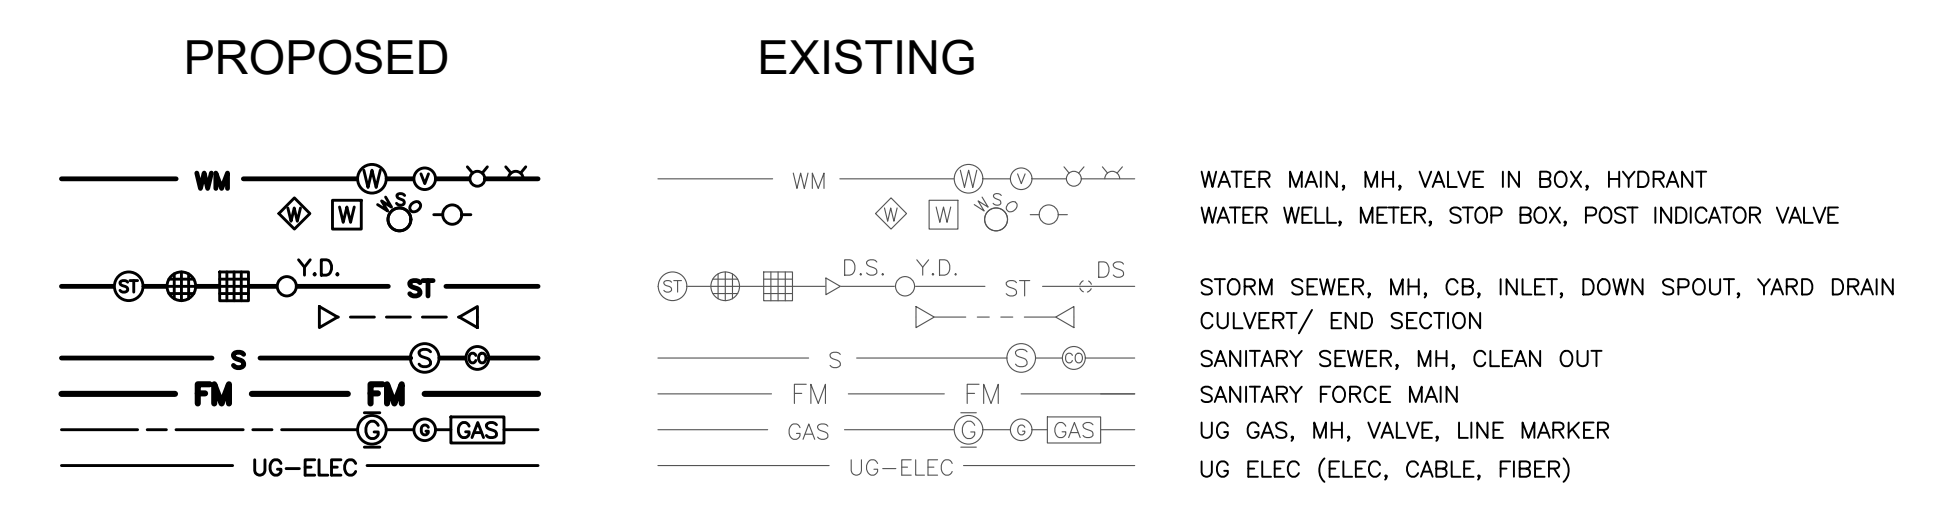 PROPOSED EXISTING
WM W V WM W V WATER MAIN, MH, VALVE IN BOX, HYDRANT
W W WSO W W WSO WATER WELL, METER, STOP BOX, POST INDICATOR VALVE
Y.D. D.S. Y.D. DS
ST ST ST ST STORM SEWER, MH, CB, INLET, DOWN SPOUT, YARD DRAIN
CULVERT/ END SECTION
S S CO S S CO SANITARY SEWER, MH, CLEAN OUT
FM FM FM FM SANITARY FORCE MAIN
G G GAS GAS G G GAS UG GAS, MH, VALVE, LINE MARKER
UG-ELEC UG-ELEC UG ELEC (ELEC, CABLE, FIBER)